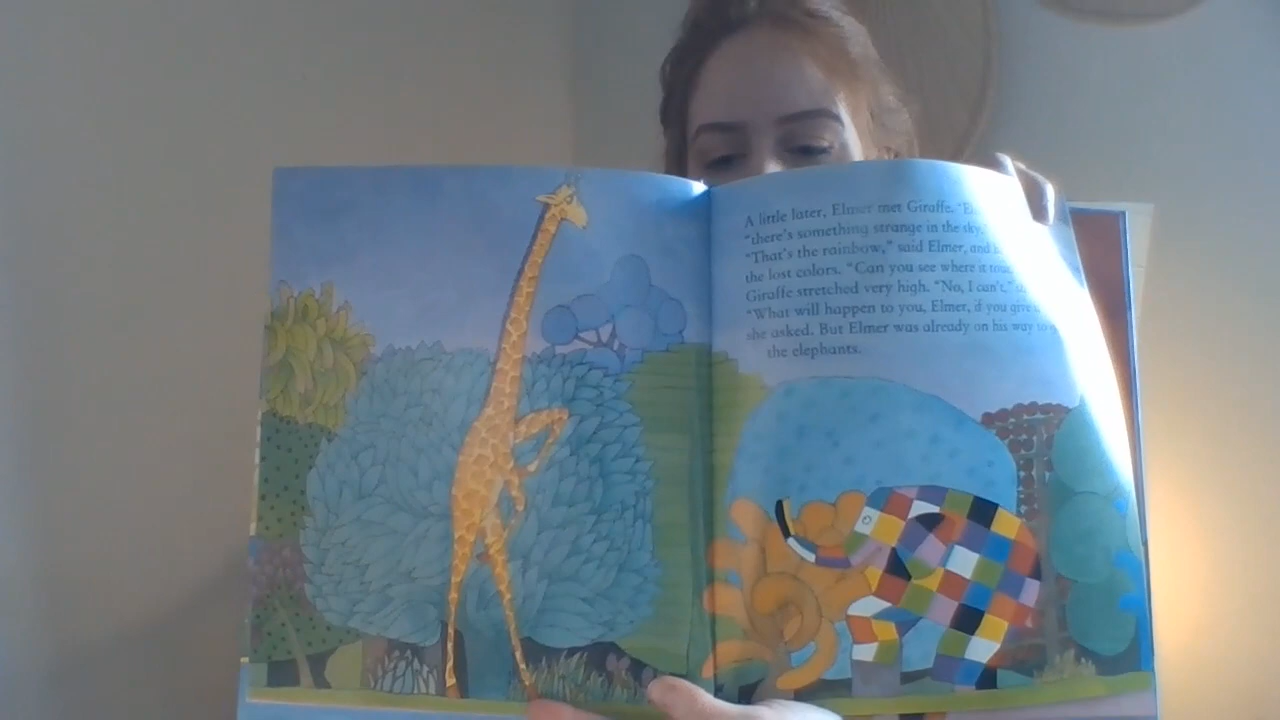 A little later, Elmer met Giraffe.
"there's something strange in the sky,
"That's the rainbow," said Elmer, and
the lost colors. "Can you see where it
Giraffe stretched very high. "No, I can't,"
"What will happen to you, Elmer, if you give
she asked. But Elmer was already on his way to
the elephants.